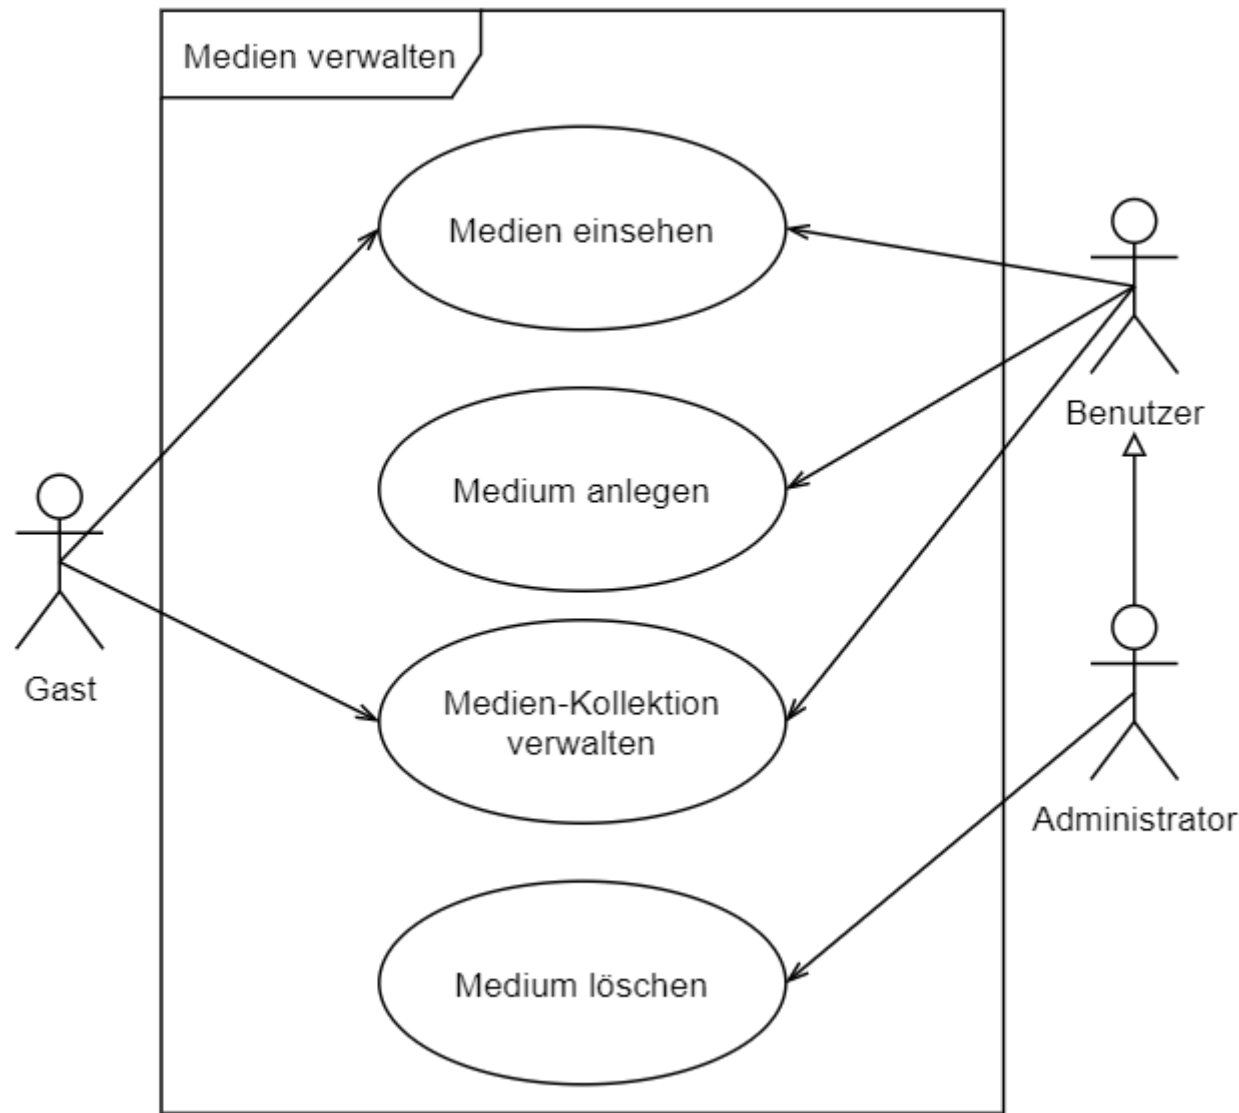 Medien verwalten
Medien einsehen
Benutzer
Medium anlegen
Gast
Medien-Kollektion
verwalten
Administrator
Medium löschen